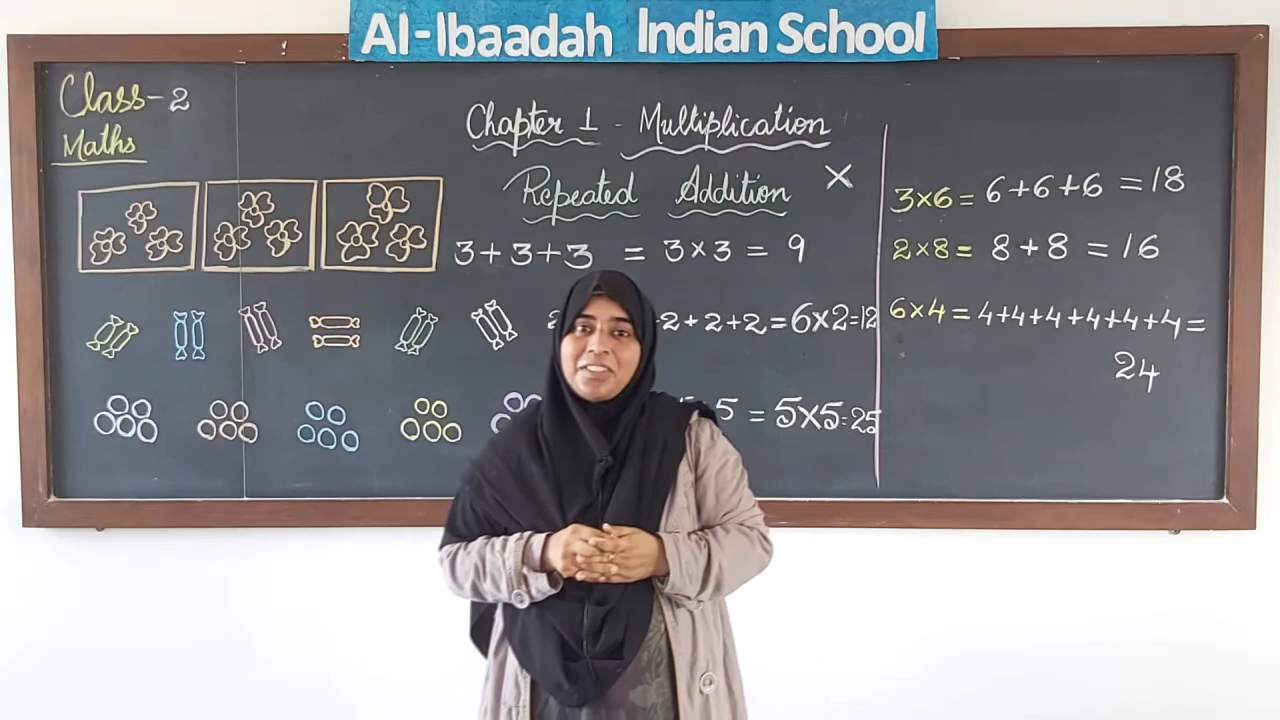 Al-Ibaadah Indian School
Class-2
Maths
Chapter 1 - Multiplication
Repeated Addition ×
3+3+3 = 3×3 = 9
2+2+2=6×2=12
5 = 5×5=25
3×6= 6+6+6 =18
2×8= 8+8 =16
6×4= 4+4+4+4+4+4=
24